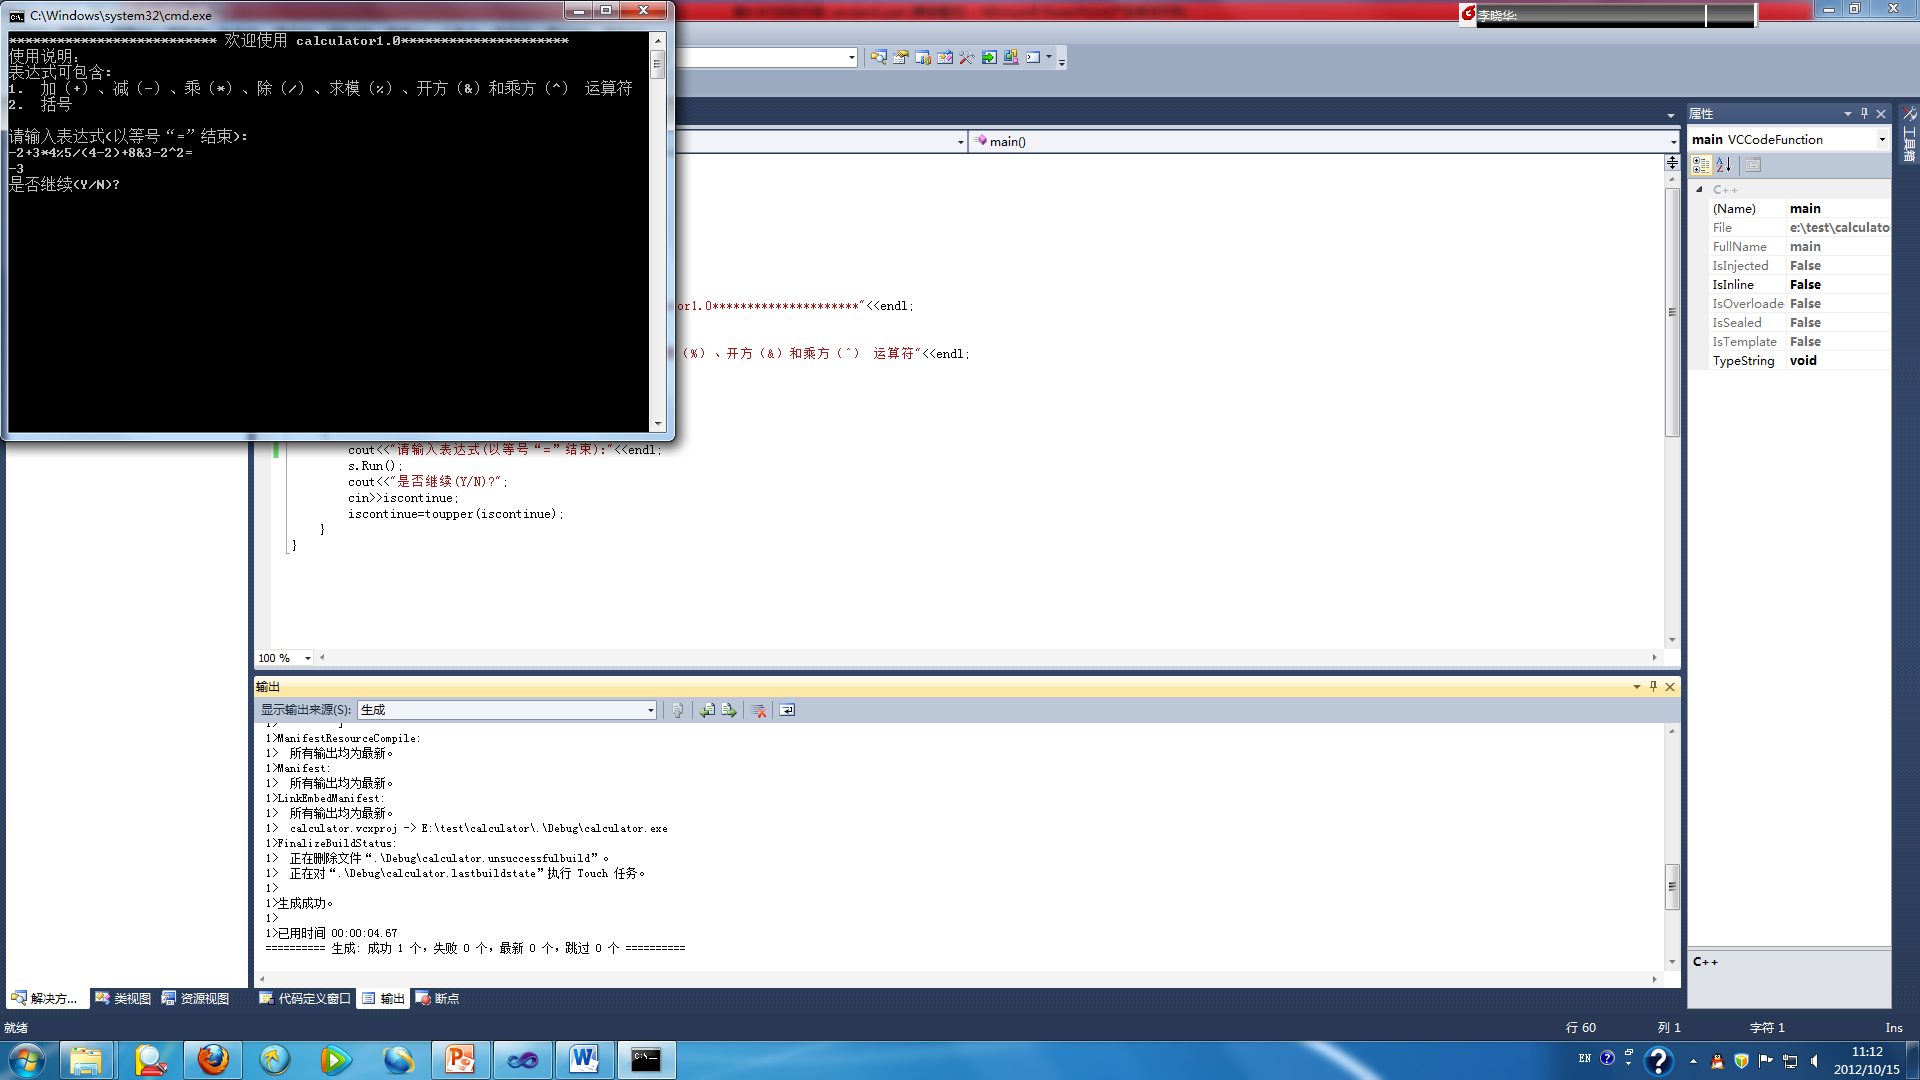 C:\Windows\system32\cmd.exe
************************** 欢迎使用 calculator1.0*********************
使用说明:
表达式可包含:
1. 加（+）、减（-）、乘（*）、除（/）、求模（%）、开方（&）和乘方（^） 运算符
2. 括号
请输入表达式(以等号“=”结束):
-2+3*4%5/(4-2)+8&3-2^2=
-3
是否继续(Y/N)?
李晓华:
main()
or1.0*********************"<<endl;
（%）、开方（&）和乘方（^） 运算符"<<endl;
cout<<"请输入表达式(以等号“=”结束):"<<endl;
s.Run();
cout<<"是否继续(Y/N)?";
cin>>iscontinue;
iscontinue=toupper(iscontinue);
}
}
100 %
属性
main VCCodeFunction
C++
(Name) main
File e:\test\calculato
FullName main
IsInjected False
IsInline False
IsOverloade False
IsSealed False
IsTemplate False
TypeString void
C++
工具箱
输出
显示输出来源(S): 生成
1>ManifestResourceCompile:
1> 所有输出均为最新。
1>Manifest:
1> 所有输出均为最新。
1>LinkEmbedManifest:
1> 所有输出均为最新。
1> calculator.vcxproj -> E:\test\calculator\.\Debug\calculator.exe
1>FinalizeBuildStatus:
1> 正在删除文件“.\Debug\calculator.unsuccessfulbuild”。
1> 正在对“.\Debug\calculator.lastbuildstate”执行 Touch 任务。
1>
1>生成成功。
1>
1>已用时间 00:00:04.67
========== 生成: 成功 1 个，失败 0 个，最新 0 个，跳过 0 个 ==========
解决方... 类视图 资源视图 代码定义窗口 输出 断点
就绪 行 60 列 1 字符 1 Ins
EN 11:12
2012/10/15